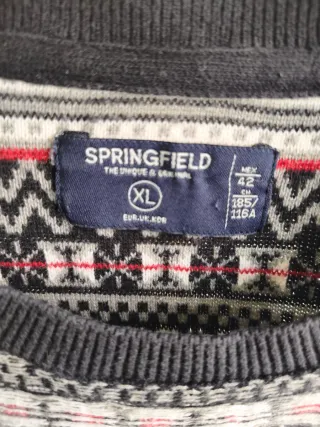 SPRINGFIELD
THE UNIQUE & ORIGINAL
XL
EUR.UK.KOR
MEX
42
CN
185/
116A